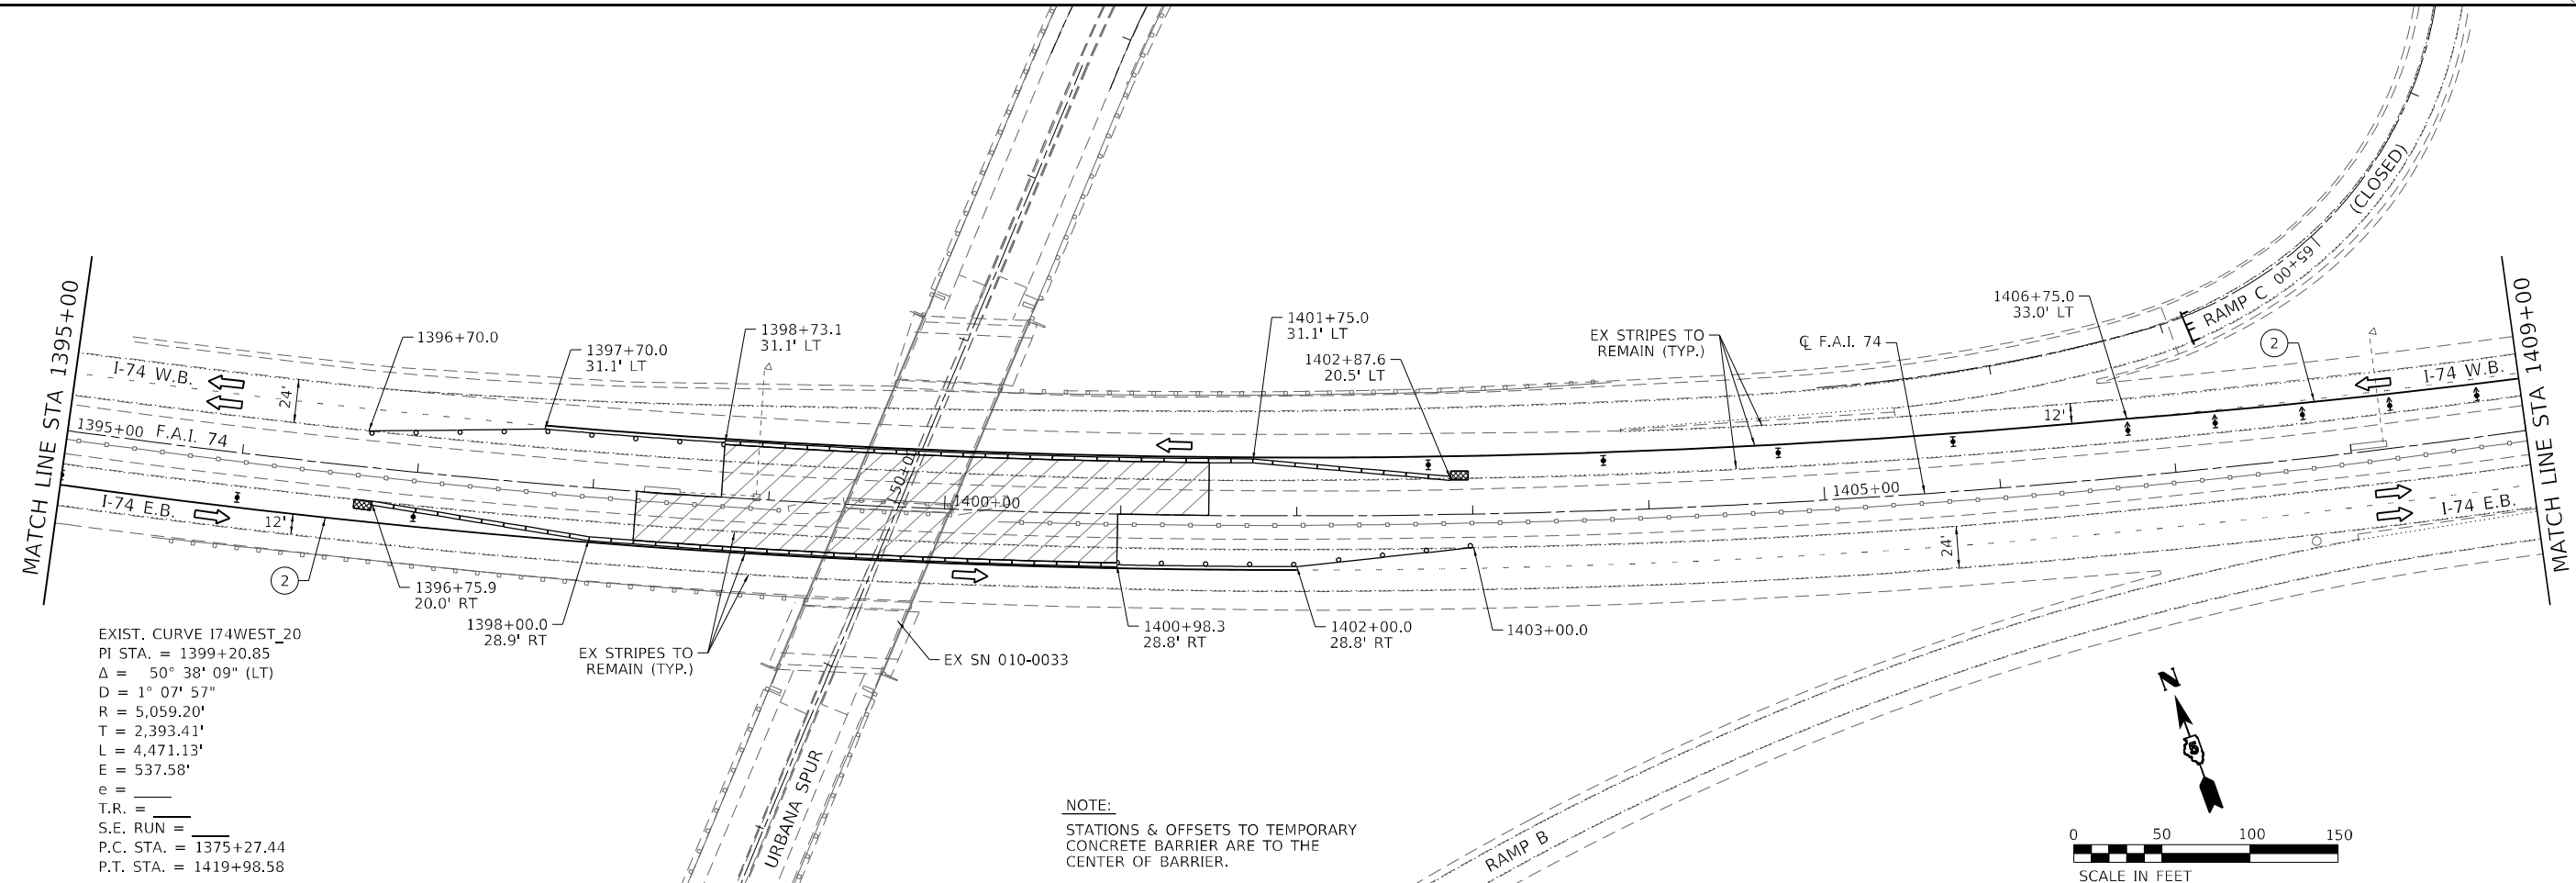 MATCH LINE STA 1395+00
I-74 W.B.
24'
1395+00 F.A.I. 74
I-74 E.B.
12'
2
1396+70.0
1397+70.0
31.1' LT
1398+73.1
31.1' LT
1401+75.0
31.1' LT
1402+87.6
20.5' LT
EX STRIPES TO
REMAIN (TYP.)
℄ F.A.I. 74
1406+75.0
33.0' LT
RAMP C 65+00
(CLOSED)
2
I-74 W.B.
12'
MATCH LINE STA 1409+00
50+00
1400+00
1405+00
24'
I-74 E.B.
1396+75.9
20.0' RT
1398+00.0
28.9' RT
EX STRIPES TO
REMAIN (TYP.)
EX SN 010-0033
1400+98.3
28.8' RT
1402+00.0
28.8' RT
1403+00.0
EXIST. CURVE I74WEST_20
PI STA. = 1399+20.85
Δ = 50° 38' 09" (LT)
D = 1° 07' 57"
R = 5,059.20'
T = 2,393.41'
L = 4,471.13'
E = 537.58'
e = ____
T.R. = ____
S.E. RUN = ____
P.C. STA. = 1375+27.44
P.T. STA. = 1419+98.58
URBANA SPUR
NOTE:
STATIONS & OFFSETS TO TEMPORARY
CONCRETE BARRIER ARE TO THE
CENTER OF BARRIER.
RAMP B
N
5
0 50 100 150
SCALE IN FEET